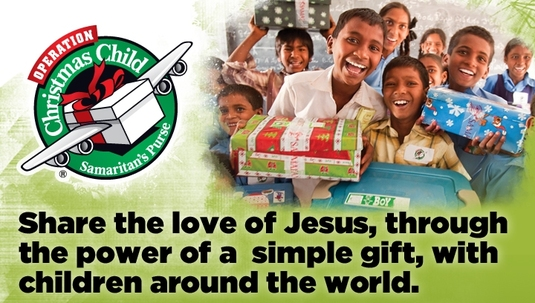 OPERATION
Christmas Child
Samaritan's Purse
®
BOY
Share the love of Jesus, through
the power of a simple gift, with
children around the world.